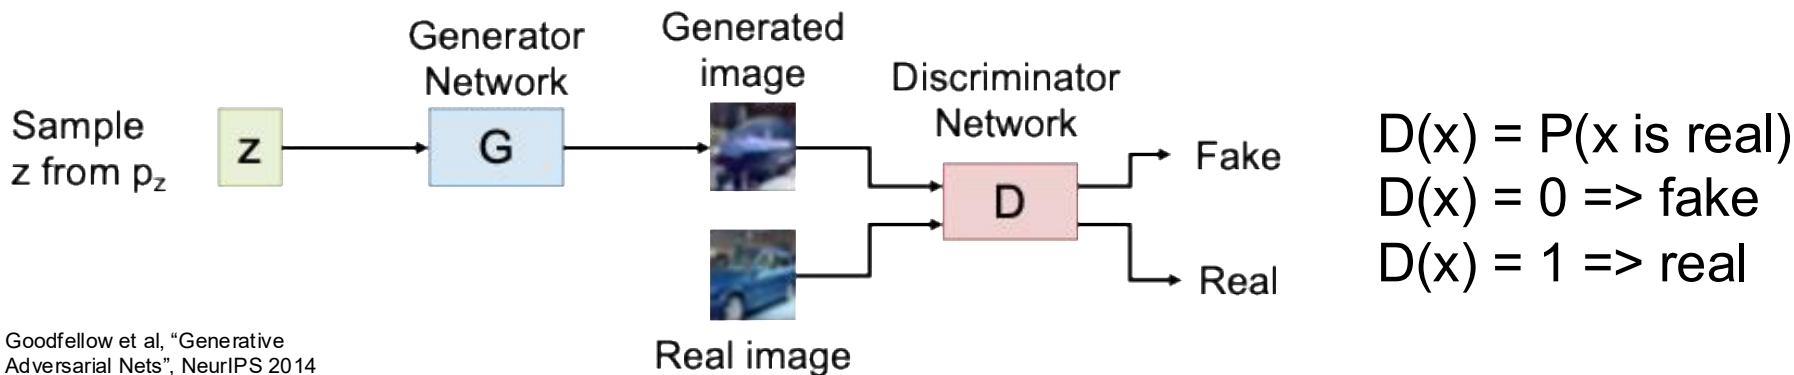 Sample
z from pz
z
Generator
Network
G
Generated
image
Real image
Discriminator
Network
D
Fake
Real
D(x) = P(x is real)
D(x) = 0 => fake
D(x) = 1 => real
Goodfellow et al, “Generative
Adversarial Nets”, NeurIPS 2014